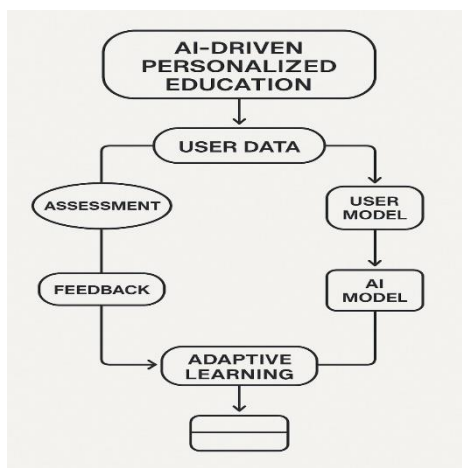 AI-DRIVEN
PERSONALIZED
EDUCATION
USER DATA
ASSESSMENT
USER
MODEL
FEEDBACK
AI
MODEL
ADAPTIVE
LEARNING